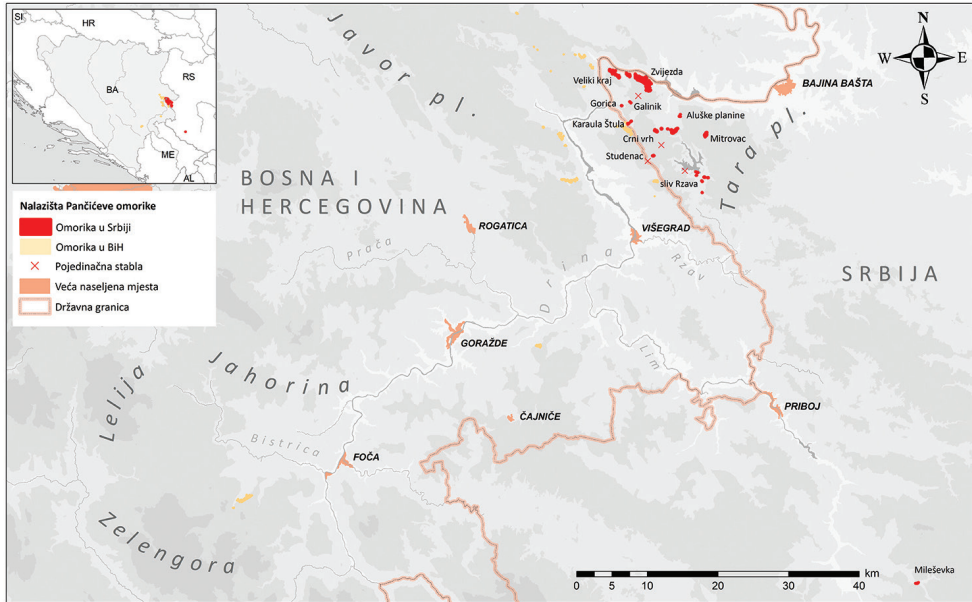 SI
HR
RS
BA
ME
AL
Nalazišta Pančićeve omorike
Omorika u Srbiji
Omorika u BiH
Pojedinačna stabla
Veća naseljena mjesta
Državna granica
N
W
E
S
Javor pl.
Veliki kraj
Zvijezda
BAJINA BAŠTA
Gorica
Galinik
Karaula Štula
Aluške planine
Crni vrh
Mitrovac
Studenac
sliv Rzava
Tara pl.
BOSNA I
HERCEGOVINA
ROGATICA
VIŠEGRAD
Prača
Drina
Rzav
SRBIJA
GORAŽDE
Lim
Jahorina
Lelija
ČAJNIČE
PRIBOJ
Bistrica
FOČA
Zelengora
km
0 5 10 20 30 40
Mileševka